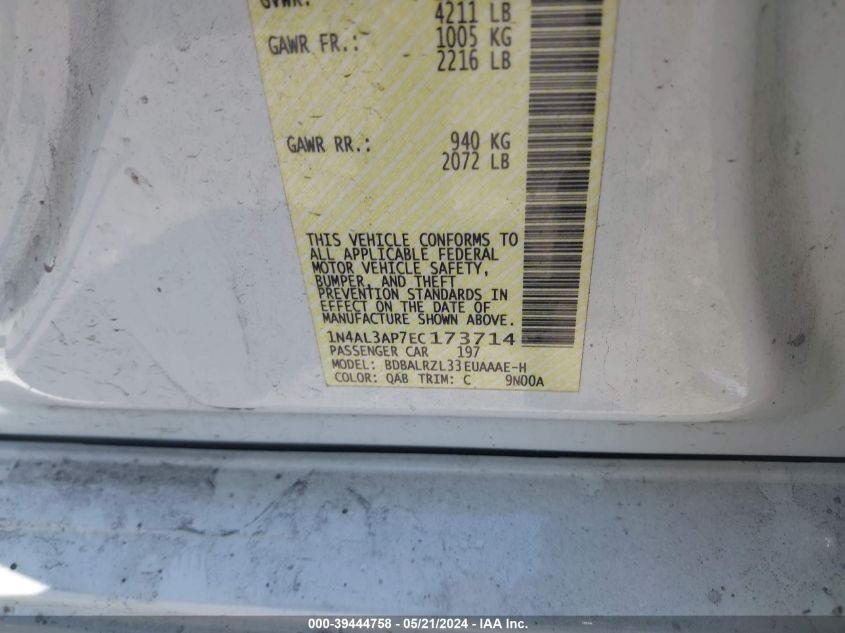 GVWR:
4211 LB
GAWR FR.: 1005 KG
2216 LB
GAWR RR.: 940 KG
2072 LB
THIS VEHICLE CONFORMS TO
ALL APPLICABLE FEDERAL
MOTOR VEHICLE SAFETY,
BUMPER, AND THEFT
PREVENTION STANDARDS IN
EFFECT ON THE DATE OF
MANUFACTURE SHOWN ABOVE.
1N4AL3AP7EC173714
PASSENGER CAR 197
MODEL: BDBALRZL33EUAAAE-H
COLOR: QAB TRIM: C 9N00A
000-39444758 – 05/21/2024 – IAA Inc.